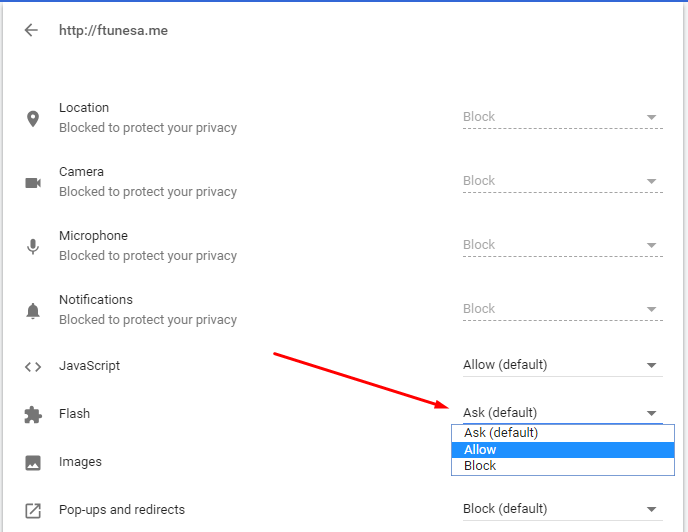 http://ftunesa.me
Location
Blocked to protect your privacy
Block
Camera
Blocked to protect your privacy
Block
Microphone
Blocked to protect your privacy
Block
Notifications
Blocked to protect your privacy
Block
JavaScript
Allow (default)
Flash
Ask (default)
Ask (default)
Allow
Block
Images
Pop-ups and redirects
Block (default)